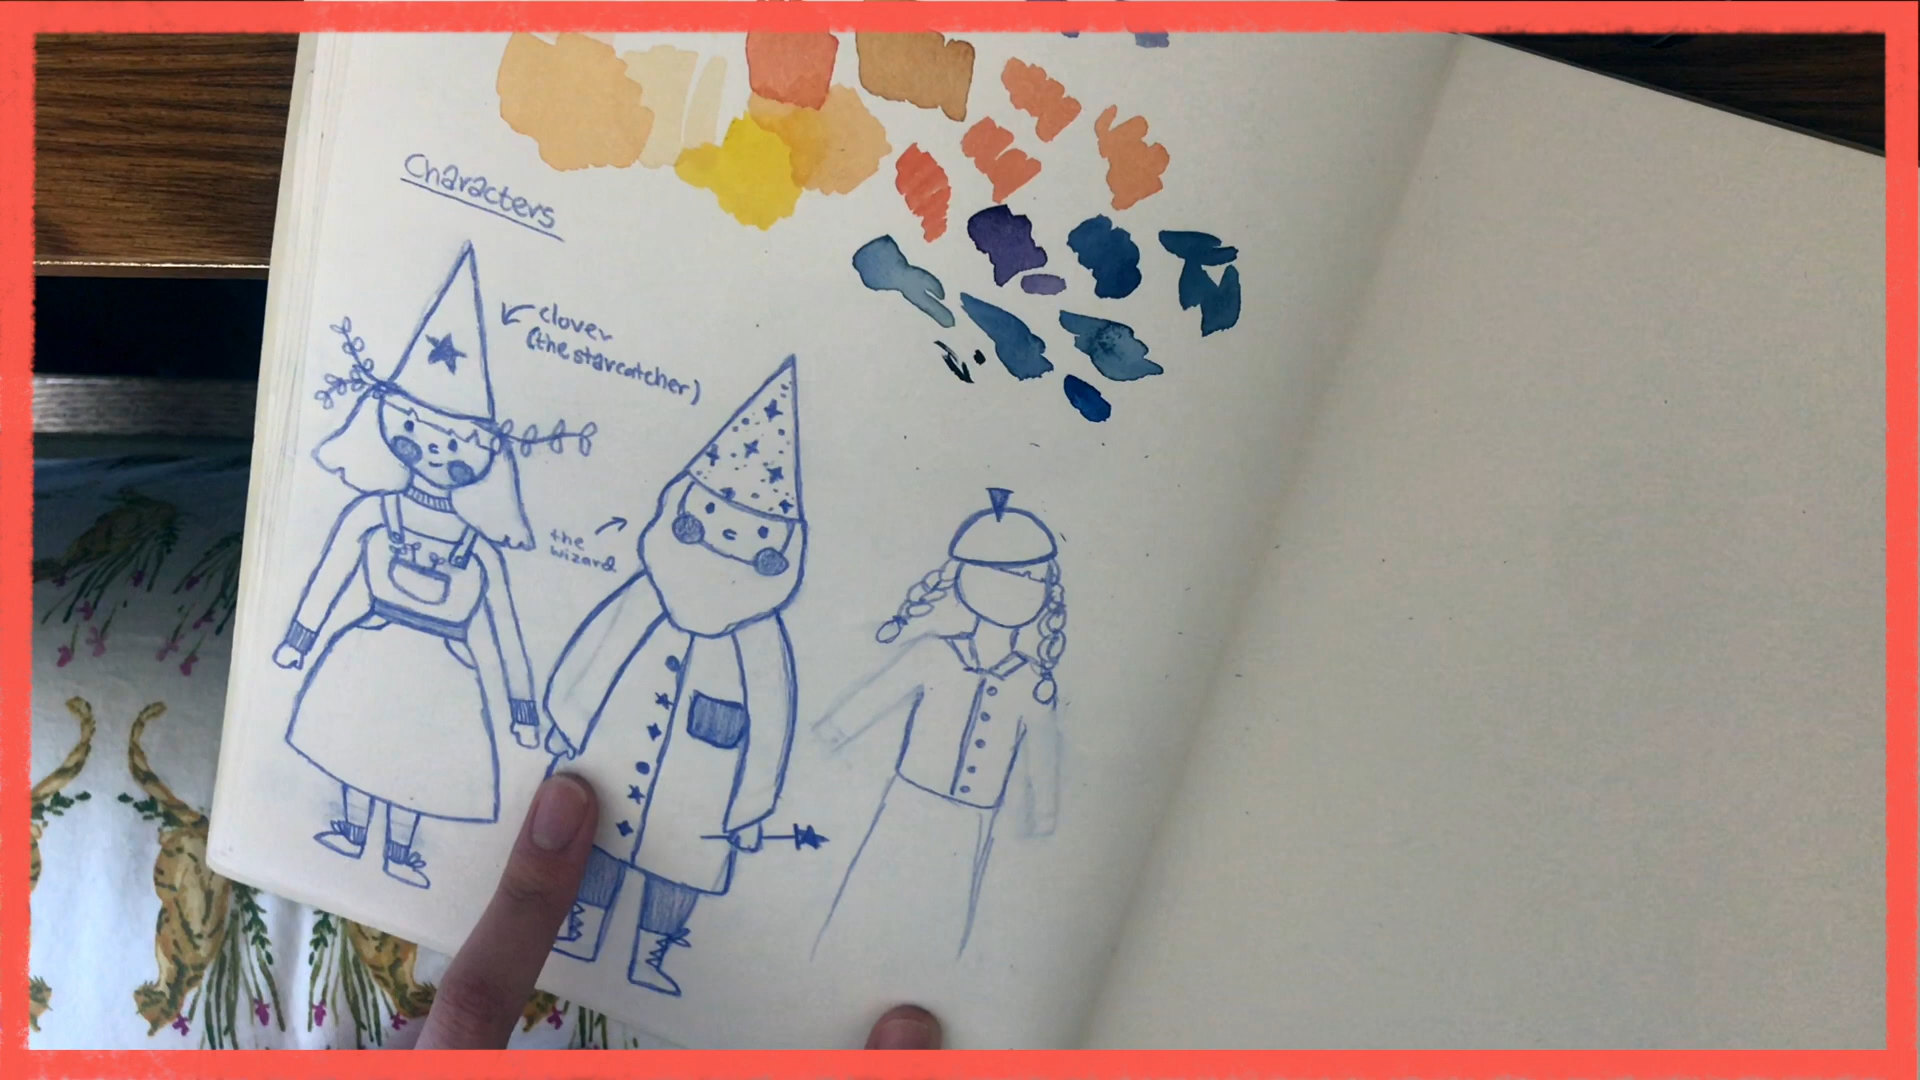 Characters
clover
(the starcatcher)
the
wizard